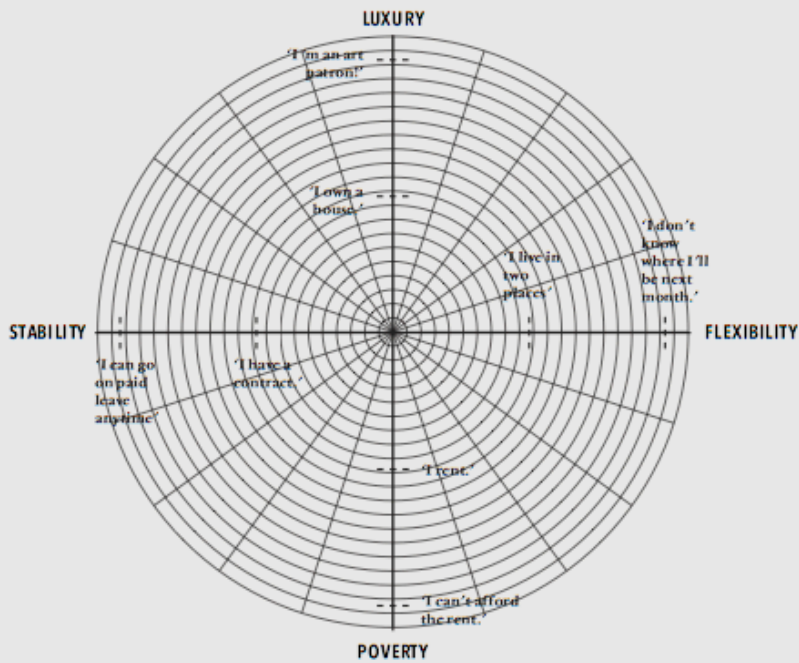 LUXURY
‘I’m an art
patron!’
‘I own a
house.’
‘I don’t
know
where I’ll
be next
month.’
‘I live in
two
places’
STABILITY
FLEXIBILITY
‘I can go
on paid
leave
anytime’
‘I have a
contract.’
‘I rent.’
‘I can’t afford
the rent.’
POVERTY